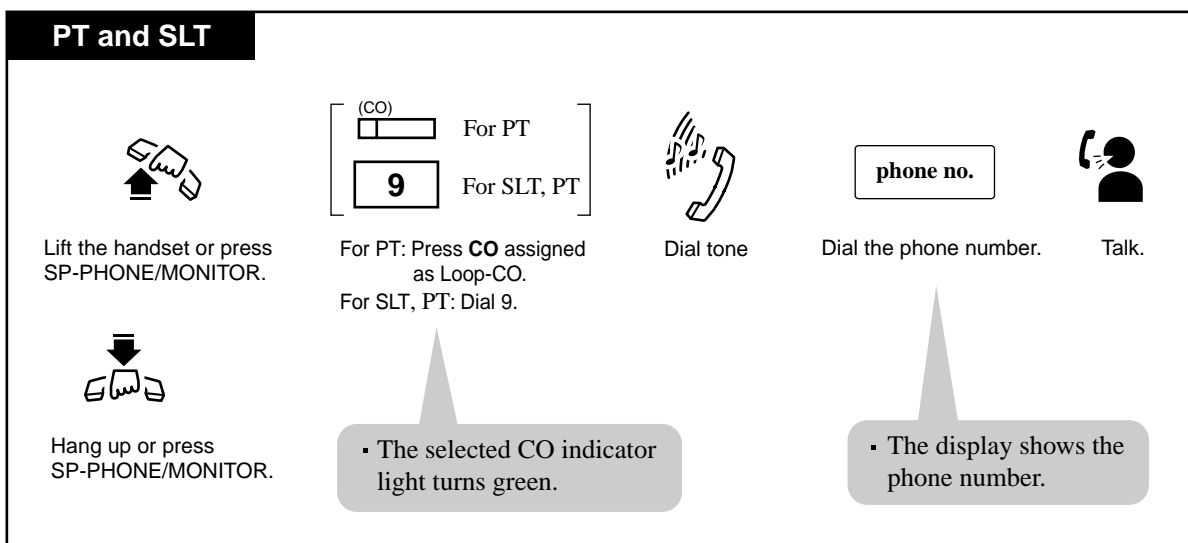 PT and SLT
(CO)
For PT
9
For SLT, PT
phone no.
Lift the handset or press
SP-PHONE/MONITOR.
For PT: Press CO assigned
as Loop-CO.
For SLT, PT: Dial 9.
Dial tone
Dial the phone number.
Talk.
Hang up or press
SP-PHONE/MONITOR.
▪ The selected CO indicator
light turns green.
▪ The display shows the
phone number.